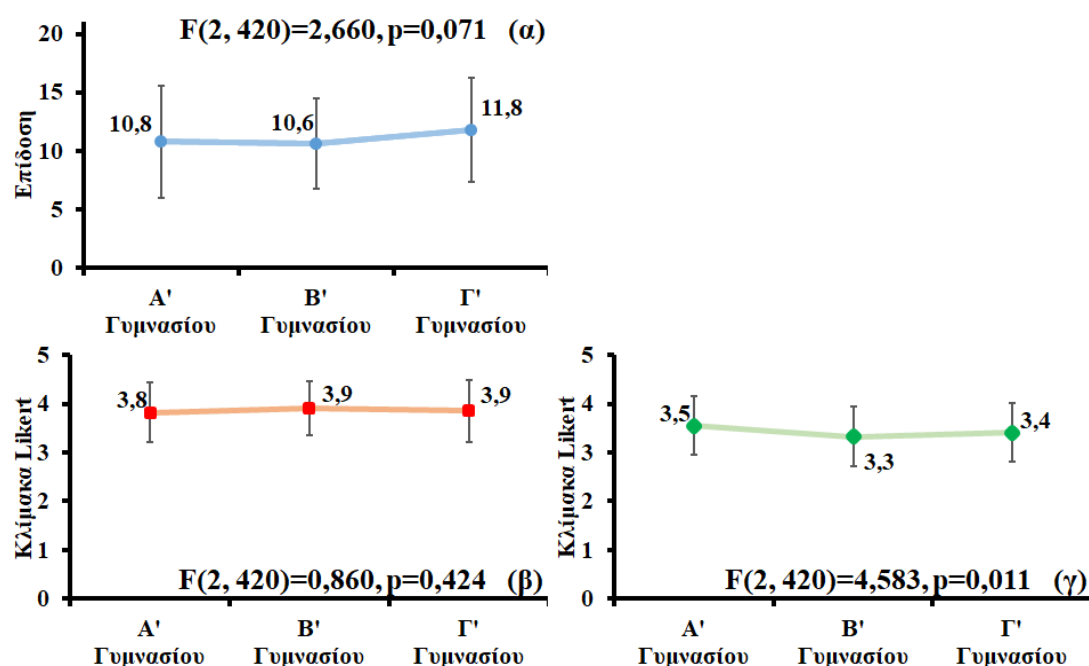 F(2, 420)=2,660, p=0,071 (α)
Επίδοση
20
15
10
5
0
10,8
10,6
11,8
Α' Γυμνασίου
Β' Γυμνασίου
Γ' Γυμνασίου
Κλίμακα Likert
5
4
3
2
1
0
3,8
3,9
3,9
F(2, 420)=0,860, p=0,424 (β)
Α' Γυμνασίου
Β' Γυμνασίου
Γ' Γυμνασίου
Κλίμακα Likert
5
4
3
2
1
0
3,5
3,3
3,4
F(2, 420)=4,583, p=0,011 (γ)
Α' Γυμνασίου
Β' Γυμνασίου
Γ' Γυμνασίου